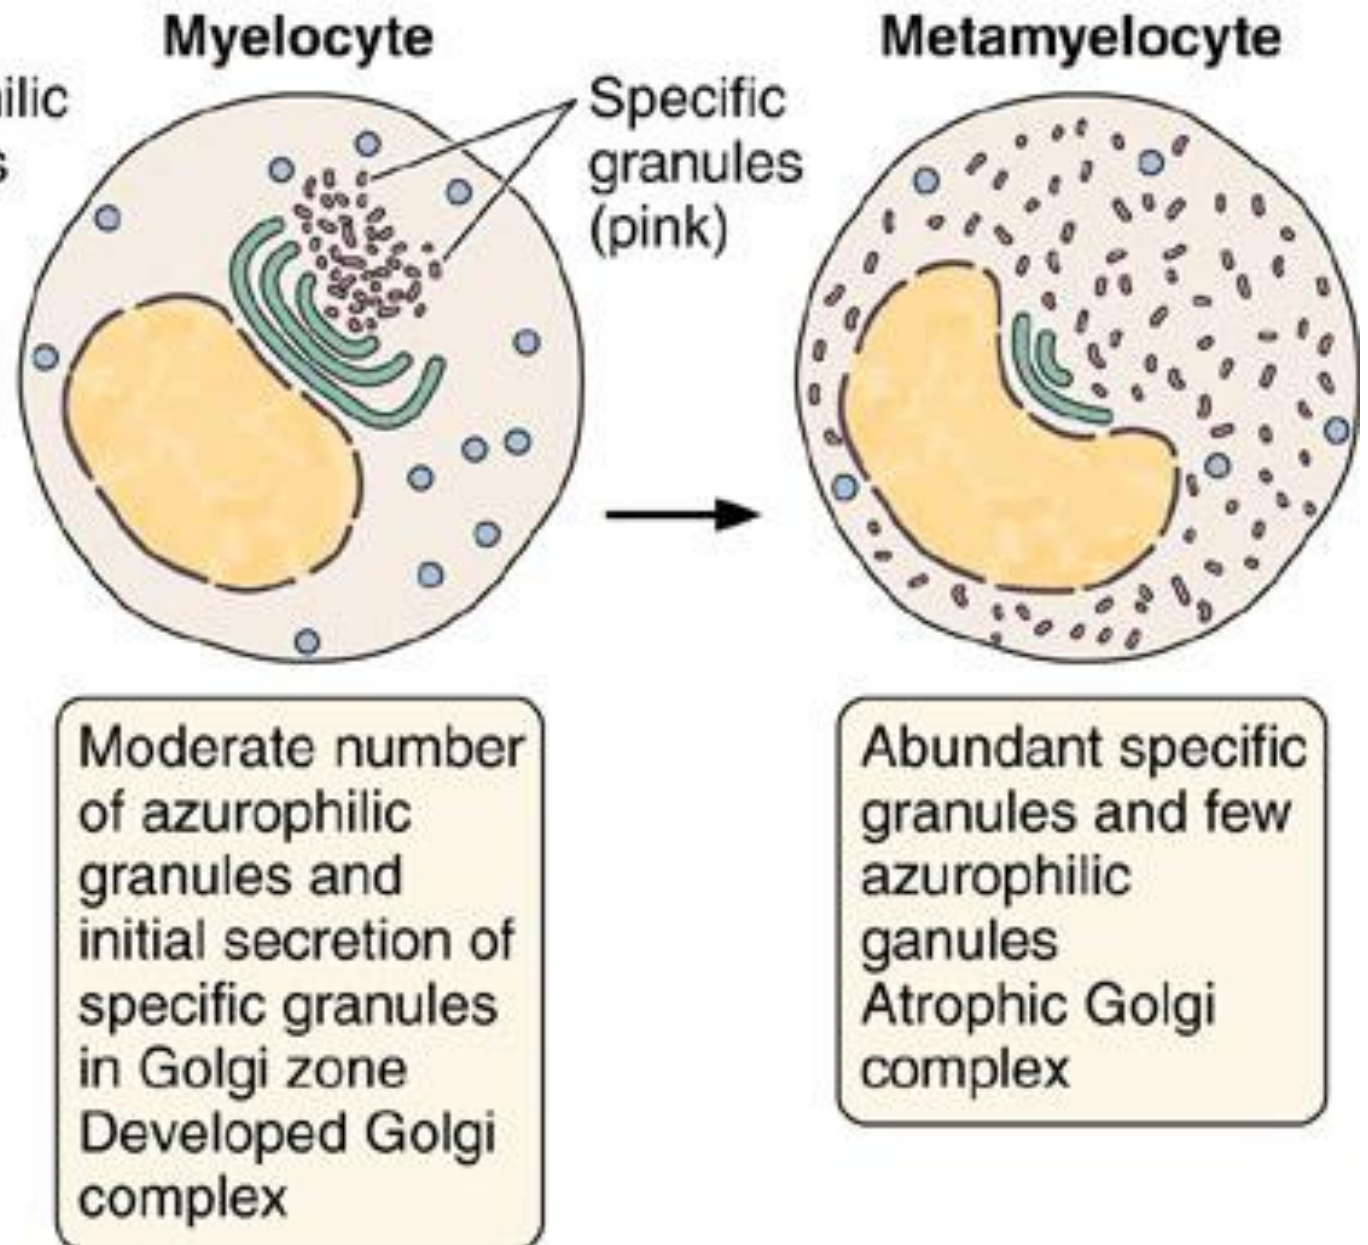 Myelocyte
Metamyelocyte
Specific
granules
(pink)
Moderate number
of azurophilic
granules and
initial secretion of
specific granules
in Golgi zone
Developed Golgi
complex
Abundant specific
granules and few
azurophilic
ganules
Atrophic Golgi
complex